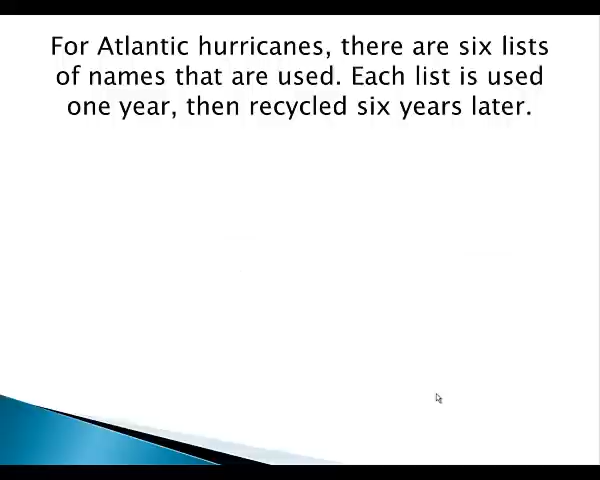 For Atlantic hurricanes, there are six lists
of names that are used. Each list is used
one year, then recycled six years later.